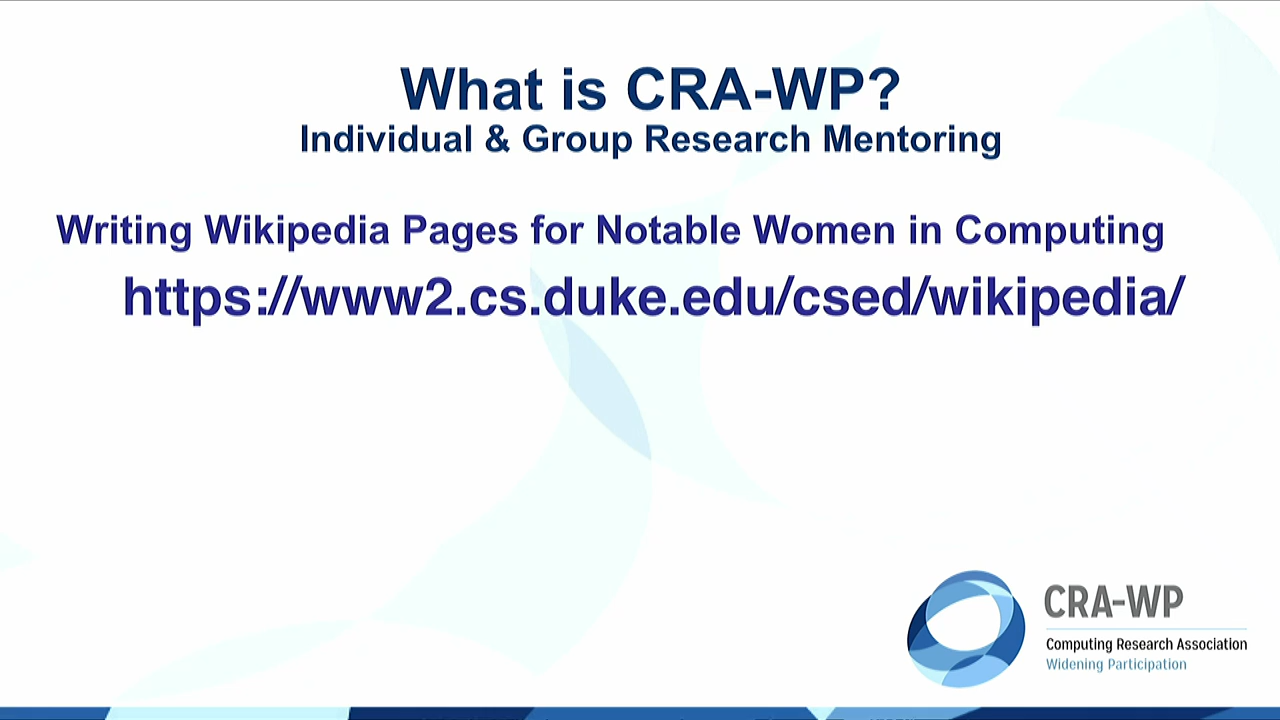 What is CRA-WP?
Individual & Group Research Mentoring
Writing Wikipedia Pages for Notable Women in Computing
https://www2.cs.duke.edu/csed/wikipedia/
CRA-WP
Computing Research Association
Widening Participation